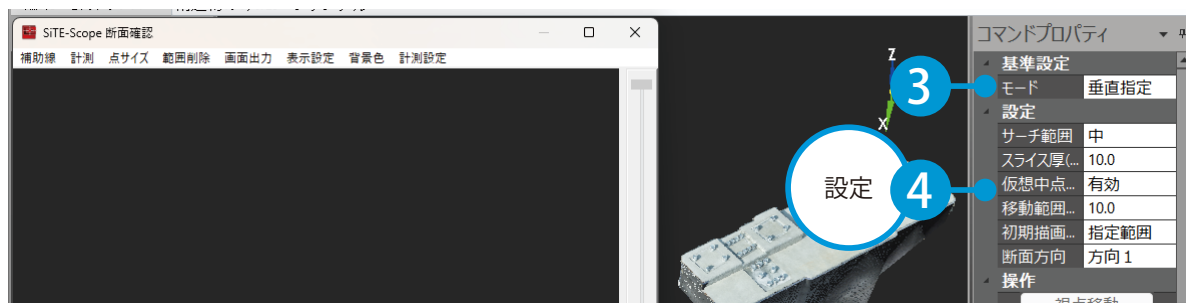 SiTE-Scope 断面確認
補助線 計測 点サイズ 範囲削除 画面出力 表示設定 背景色 計測設定
Z
X
設定
3
4
コマンドプロパティ
基準設定
モード 垂直指定
設定
サーチ範囲 中
スライス厚(... 10.0
仮想中点... 有効
移動範囲... 10.0
初期描画... 指定範囲
断面方向 方向1
操作
視点移動